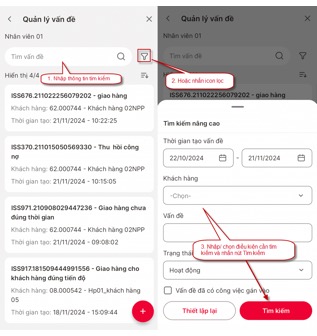 Quản lý vấn đề
Nhân viên 01
Tìm vấn đề
1. Nhập thông tin tìm kiếm
Hiển thị 4/4
ISS676.211022256079202 - giao hàng
Khách hàng: 62.000744 - Khách hàng 02NPP
Thời gian tạo: 21/11/2024 - 10:22:25
ISS370.211015050569330 - Thu hồi công nợ
Khách hàng: 62.000744 - Khách hàng 02NPP
Thời gian tạo: 21/11/2024 - 10:15:05
ISS971.210908029447236 - Giao hàng chưa
đúng thời gian
Khách hàng: 62.000744 - Khách hàng 02NPP
Thời gian tạo: 21/11/2024 - 09:08:02
ISS917.181509444991556 - Giao hàng cho
khách hàng đúng tiến độ
Khách hàng: 08.000542 - Hp01_khách hàng
05
Thời gian tạo: 18/11/2024 - 15:09:44
Quản lý vấn đề
Nhân viên 01
Tìm vấn đề
2. Hoặc nhấn icon lọc
ISS676.211022256079202 - giao hàng
Tìm kiếm nâng cao
Thời gian tạo vấn đề
22/10/2024
-
21/11/2024
Khách hàng
-Chọn-
Vấn đề
3. Nhập/ chọn điều kiện cần tìm
kiếm và nhấn nút Tìm kiếm
Trạng thái
Hoạt động
Vấn đề đã có công việc gán vào
Thiết lập lại
Tìm kiếm